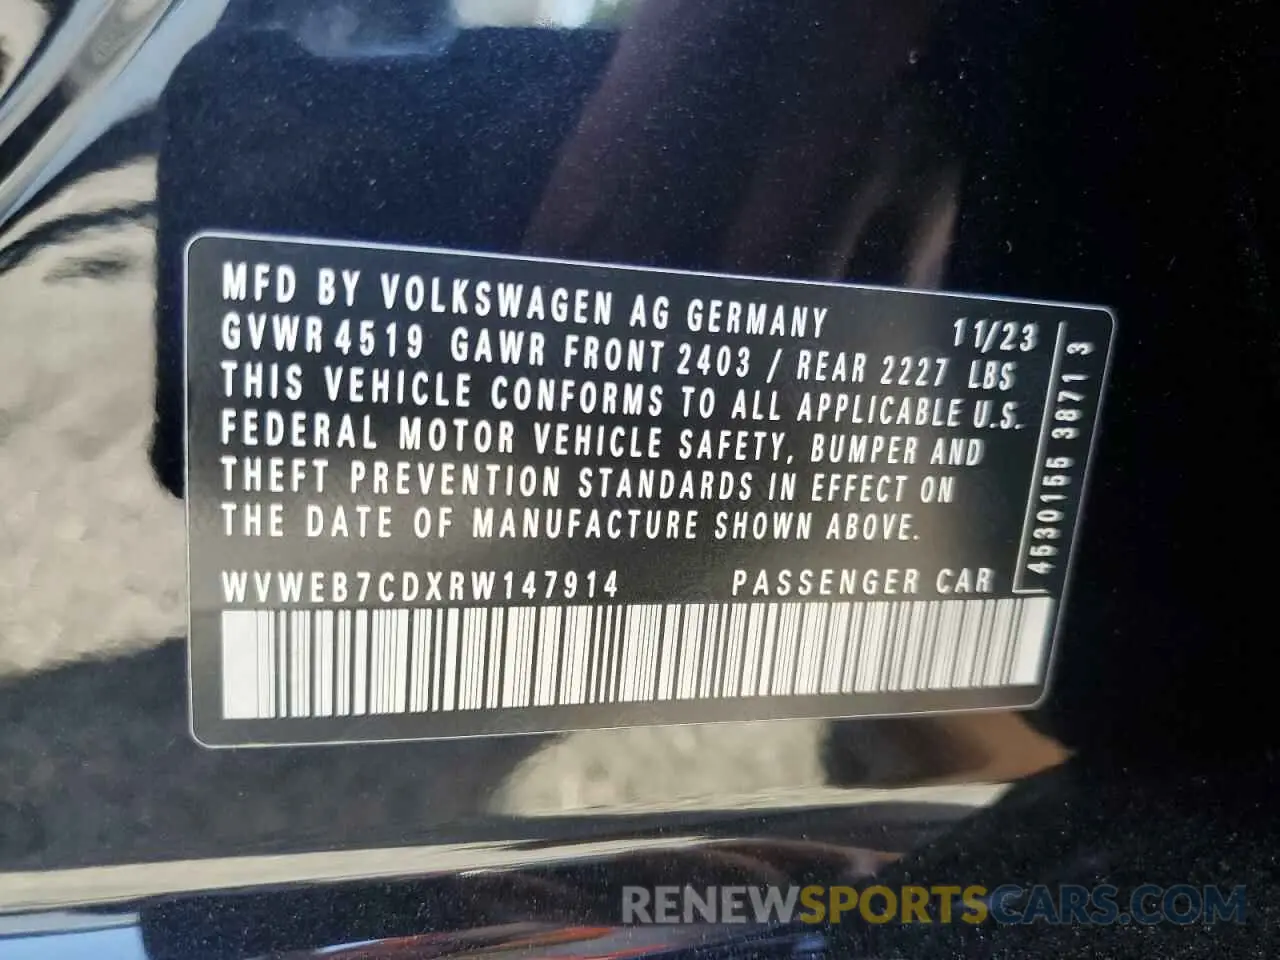 MFD BY VOLKSWAGEN AG GERMANY 11/23
GVWR 4519 GAWR FRONT 2403 / REAR 2227 LBS
THIS VEHICLE CONFORMS TO ALL APPLICABLE U.S.
FEDERAL MOTOR VEHICLE SAFETY, BUMPER AND
THEFT PREVENTION STANDARDS IN EFFECT ON
THE DATE OF MANUFACTURE SHOWN ABOVE.
WVWEB7CDXRW147914 PASSENGER CAR
4530155 3871 3
RENEWSPORTSCARS.COM